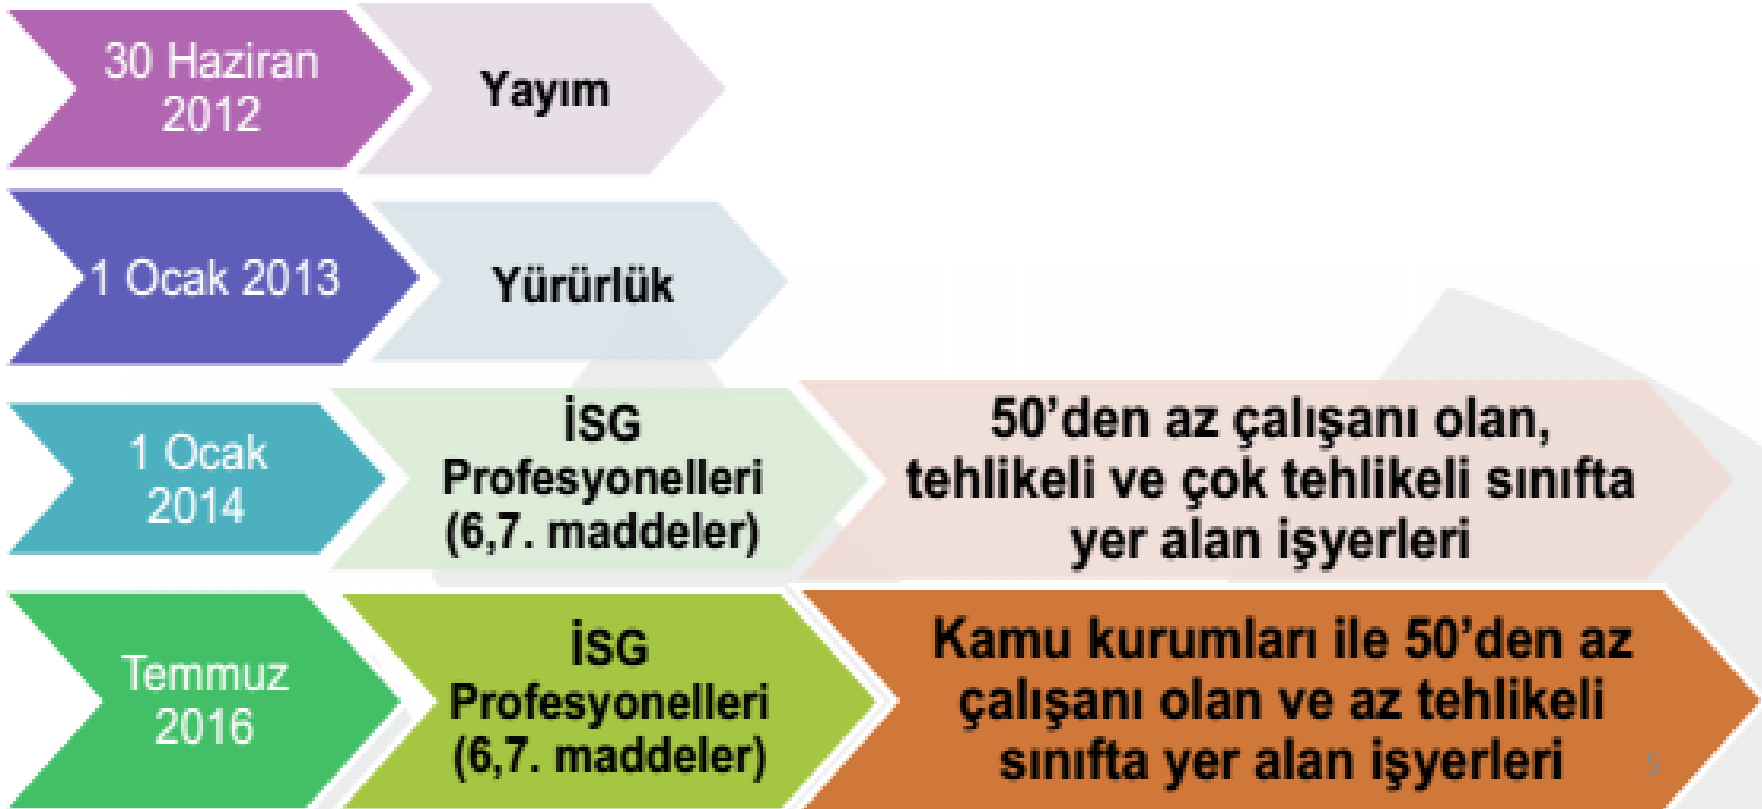 30 Haziran
2012
Yayım
1 Ocak 2013
Yürürlük
1 Ocak
2014
İSG
Profesyonelleri
(6,7. maddeler)
50’den az çalışanı olan,
tehlikeli ve çok tehlikeli sınıfta
yer alan işyerleri
Temmuz
2016
İSG
Profesyonelleri
(6,7. maddeler)
Kamu kurumları ile 50’den az
çalışanı olan ve az tehlikeli
sınıfta yer alan işyerleri
5